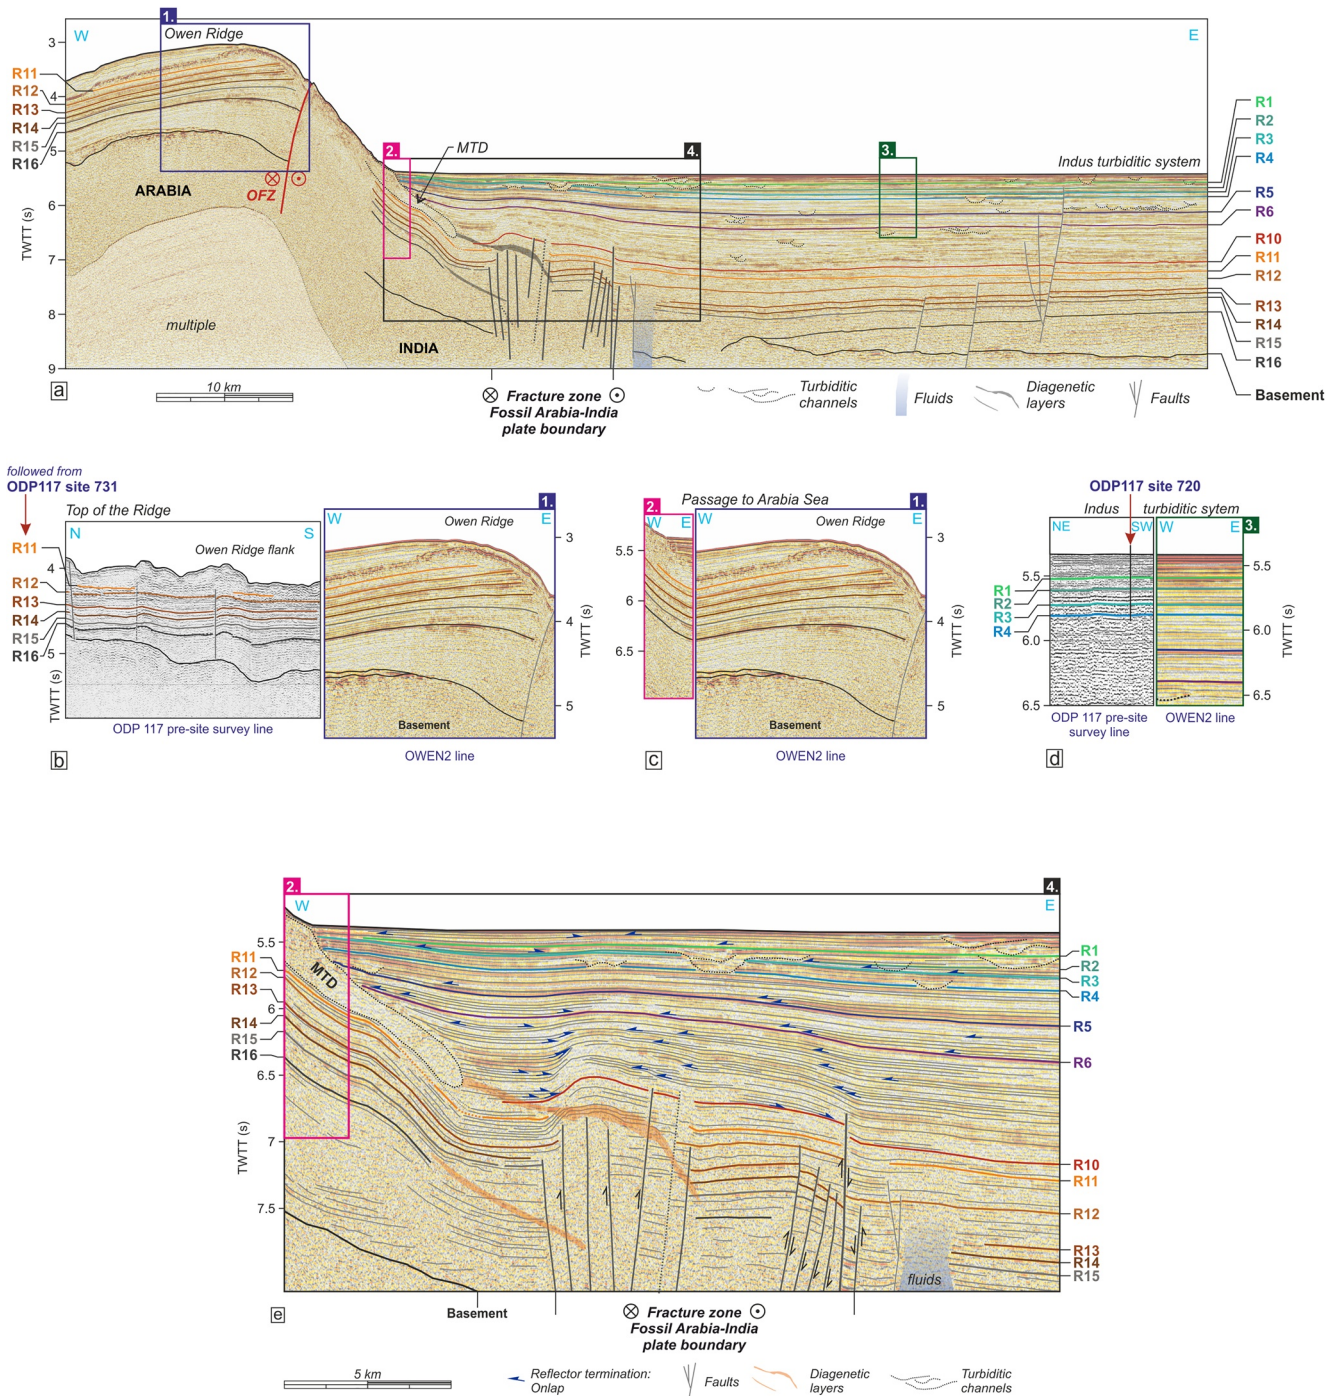 1.
W
Owen Ridge
E
3
4
5
6
7
8
9
TWTT (s)
R11
R12
R13
R14
R15
R16
ARABIA
OFZ
multiple
INDIA
2.
MTD
4.
3.
Indus turbiditic system
R1
R2
R3
R4
R5
R6
R10
R11
R12
R13
R14
R15
R16
Basement
a
10 km
Fracture zone
Fossil Arabia-India
plate boundary
Turbiditic
channels
Fluids
Diagenetic
layers
Faults
followed from
ODP117 site 731
Top of the Ridge
N
S
Owen Ridge flank
R11
R12
R13
R14
R15
R16
4
5
TWTT (s)
ODP 117 pre-site survey line
b
1.
W
Owen Ridge
E
3
4
5
TWTT (s)
Basement
OWEN2 line
Passage to Arabia Sea
2.
W
E
5.5
6
6.5
c
1.
W
Owen Ridge
E
3
4
5
TWTT (s)
Basement
OWEN2 line
ODP117 site 720
Indus
turbiditic sytem
NE
SW
W
E
3.
R1
R2
R3
R4
5.5
6.0
6.5
5.5
6.0
6.5
TWTT (s)
ODP 117 pre-site
survey line
OWEN2 line
d
2.
4.
W
E
5.5
6
6.5
7
7.5
TWTT (s)
R11
R12
R13
R14
R15
R16
MTD
R1
R2
R3
R4
R5
R6
R10
R11
R12
R13
R14
R15
fluids
e
Basement
Fracture zone
Fossil Arabia-India
plate boundary
5 km
Reflector termination:
Onlap
Faults
Diagenetic
layers
Turbiditic
channels